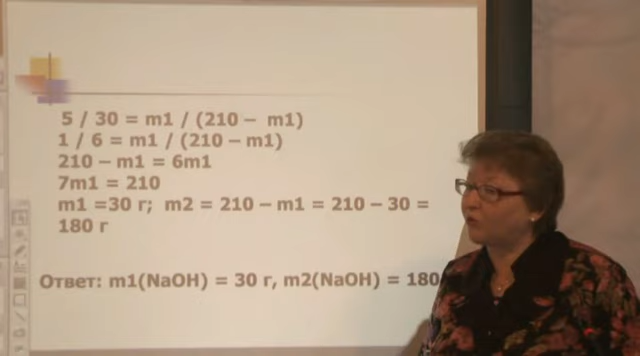 5 / 30 = m1 / (210 – m1)
1 / 6 = m1 / (210 – m1)
210 – m1 = 6m1
7m1 = 210
m1 =30 г; m2 = 210 – m1 = 210 – 30 =
180 г
Ответ: m1(NaOH) = 30 г, m2(NaOH) = 180